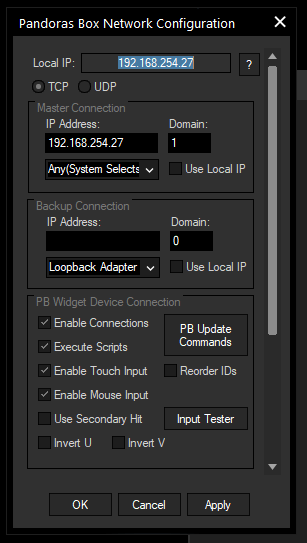 Pandoras Box Network Configuration
Local IP: 192.168.254.27 ?
TCP UDP
Master Connection
IP Address: Domain:
192.168.254.27 1
Any(System Selects Use Local IP
Backup Connection
IP Address: Domain:
0
Loopback Adapter Use Local IP
PB Widget Device Connection
Enable Connections
PB Update
Commands
Execute Scripts
Enable Touch Input Reorder IDs
Enable Mouse Input
Use Secondary Hit Input Tester
Invert U Invert V
OK Cancel Apply